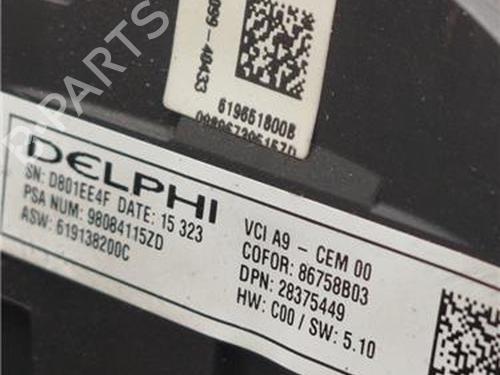 099-40433
619661800B
DELPHI
SN: D801EE4F DATE: 15 323
PSA NUM: 98084115ZD
ASW: 619138200C
VCI A9 - CEM 00
COFOR: 86758B03
DPN: 28375449
HW: C00 / SW: 5.10